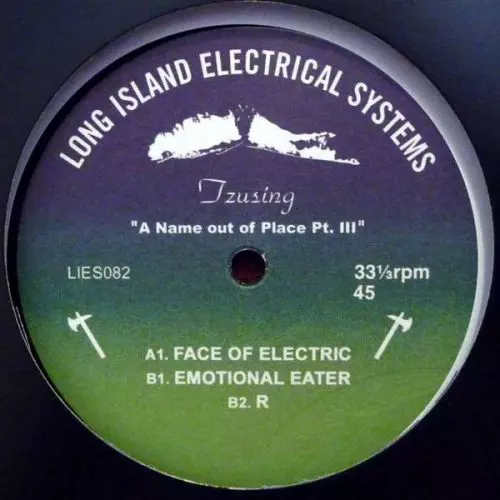 LONG ISLAND ELECTRICAL SYSTEMS
Tzusing
"A Name out of Place Pt. III"
LIES082
33⅓rpm
45
A1. FACE OF ELECTRIC
B1. EMOTIONAL EATER
B2. R